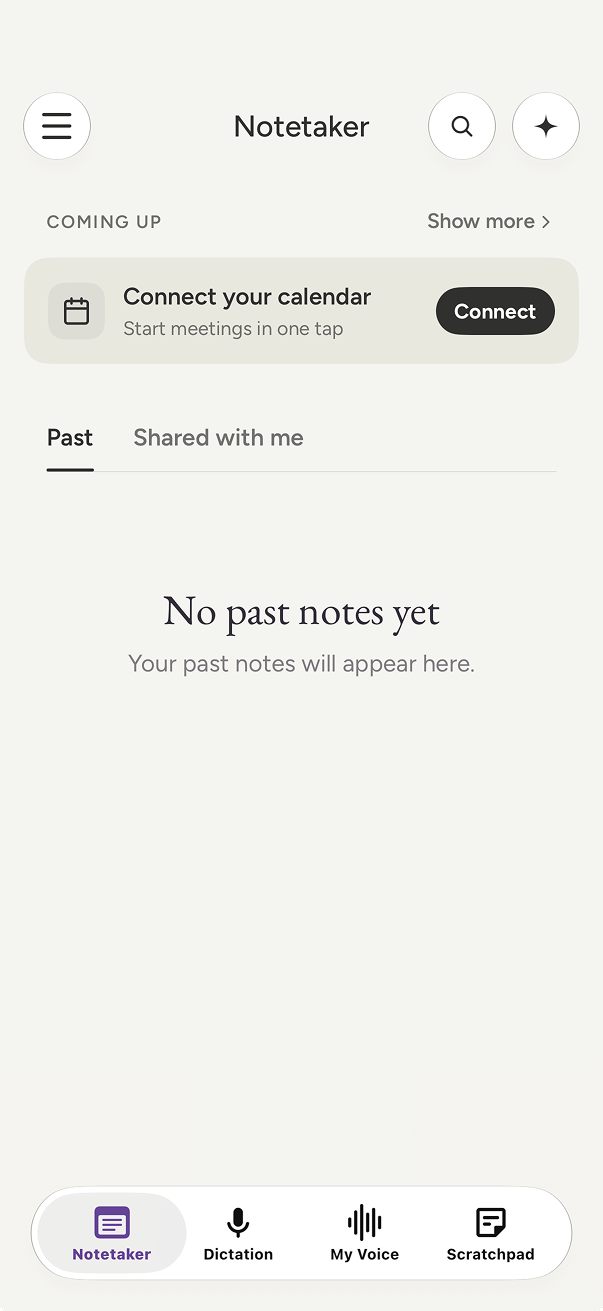 Notetaker
COMING UP
Show more
Connect your calendar
Start meetings in one tap
Connect
Past
Shared with me
No past notes yet
Your past notes will appear here.
Notetaker
Dictation
My Voice
Scratchpad